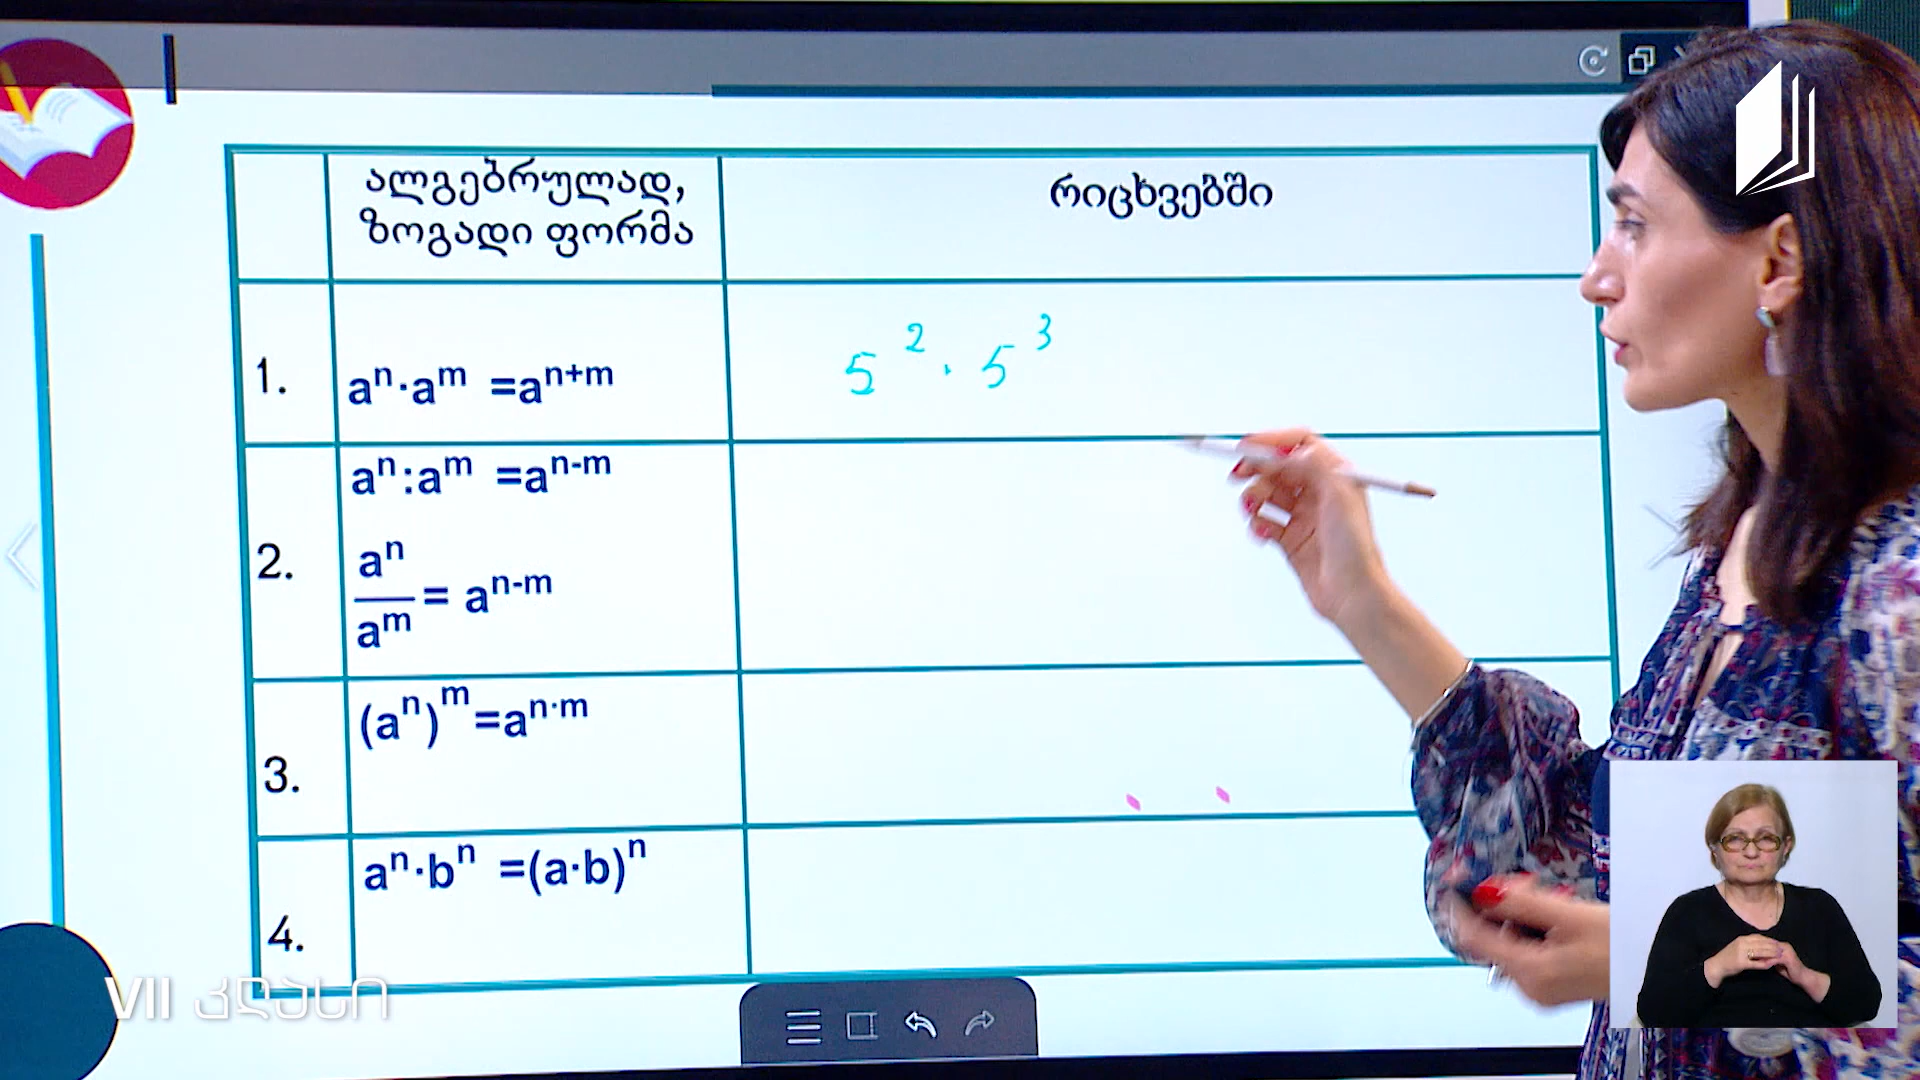 ალგებრულად,
ზოგადი ფორმა
რიცხვებში
1.
aⁿ·aᵐ =aⁿ⁺ᵐ
5² · 5³
2.
aⁿ:aᵐ =aⁿ⁻ᵐ
aⁿ/aᵐ = aⁿ⁻ᵐ
3.
(aⁿ)ᵐ=aⁿ·ᵐ
4.
aⁿ·bⁿ =(a·b)ⁿ
VII კლასი